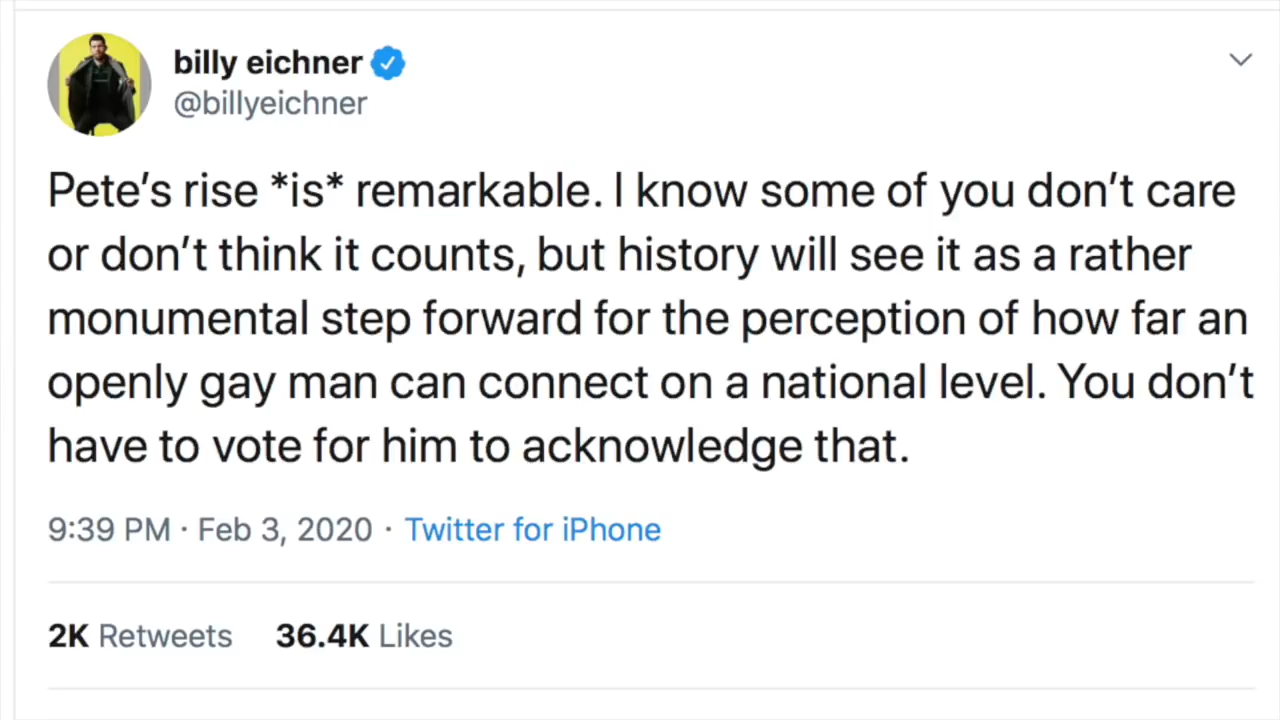 billy eichner
@billyeichner
Pete’s rise *is* remarkable. I know some of you don’t care
or don’t think it counts, but history will see it as a rather
monumental step forward for the perception of how far an
openly gay man can connect on a national level. You don’t
have to vote for him to acknowledge that.
9:39 PM · Feb 3, 2020 · Twitter for iPhone
2K Retweets 36.4K Likes